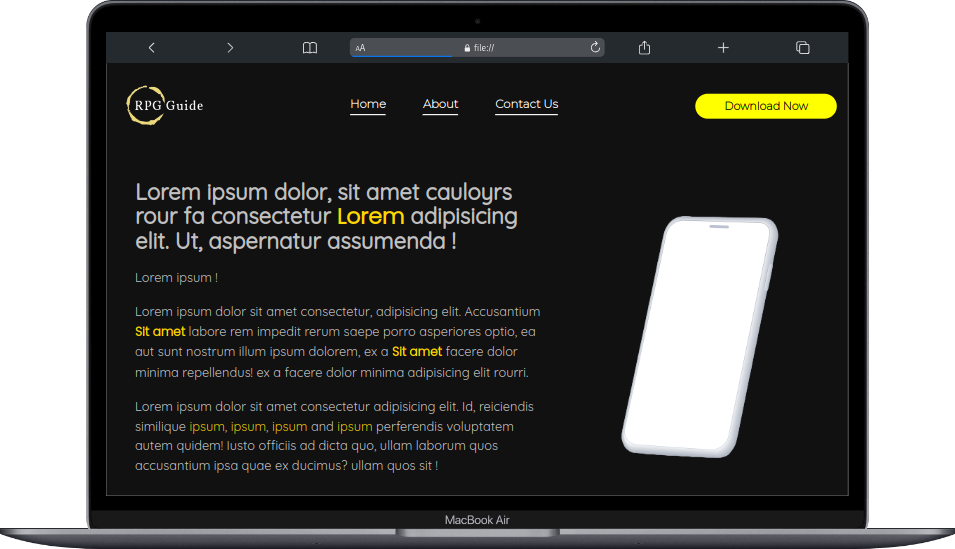 AA file://
RPG Guide
Home About Contact Us
Download Now
Lorem ipsum dolor, sit amet cauloyrs
rour fa consectetur Lorem adipisicing
elit. Ut, aspernatur assumenda !
Lorem ipsum !
Lorem ipsum dolor sit amet consectetur, adipisicing elit. Accusantium
Sit amet labore rem impedit rerum saepe porro asperiores optio, ea
aut sunt nostrum illum ipsum dolorem, ex a Sit amet facere dolor
minima repellendus! ex a facere dolor minima adipisicing elit rourri.
Lorem ipsum dolor sit amet consectetur adipisicing elit. Id, reiciendis
similique ipsum, ipsum, ipsum and ipsum perferendis voluptatem
autem quidem! Iusto officiis ad dicta quo, ullam laborum quos
accusantium ipsa quae ex ducimus? ullam quos sit !
MacBook Air